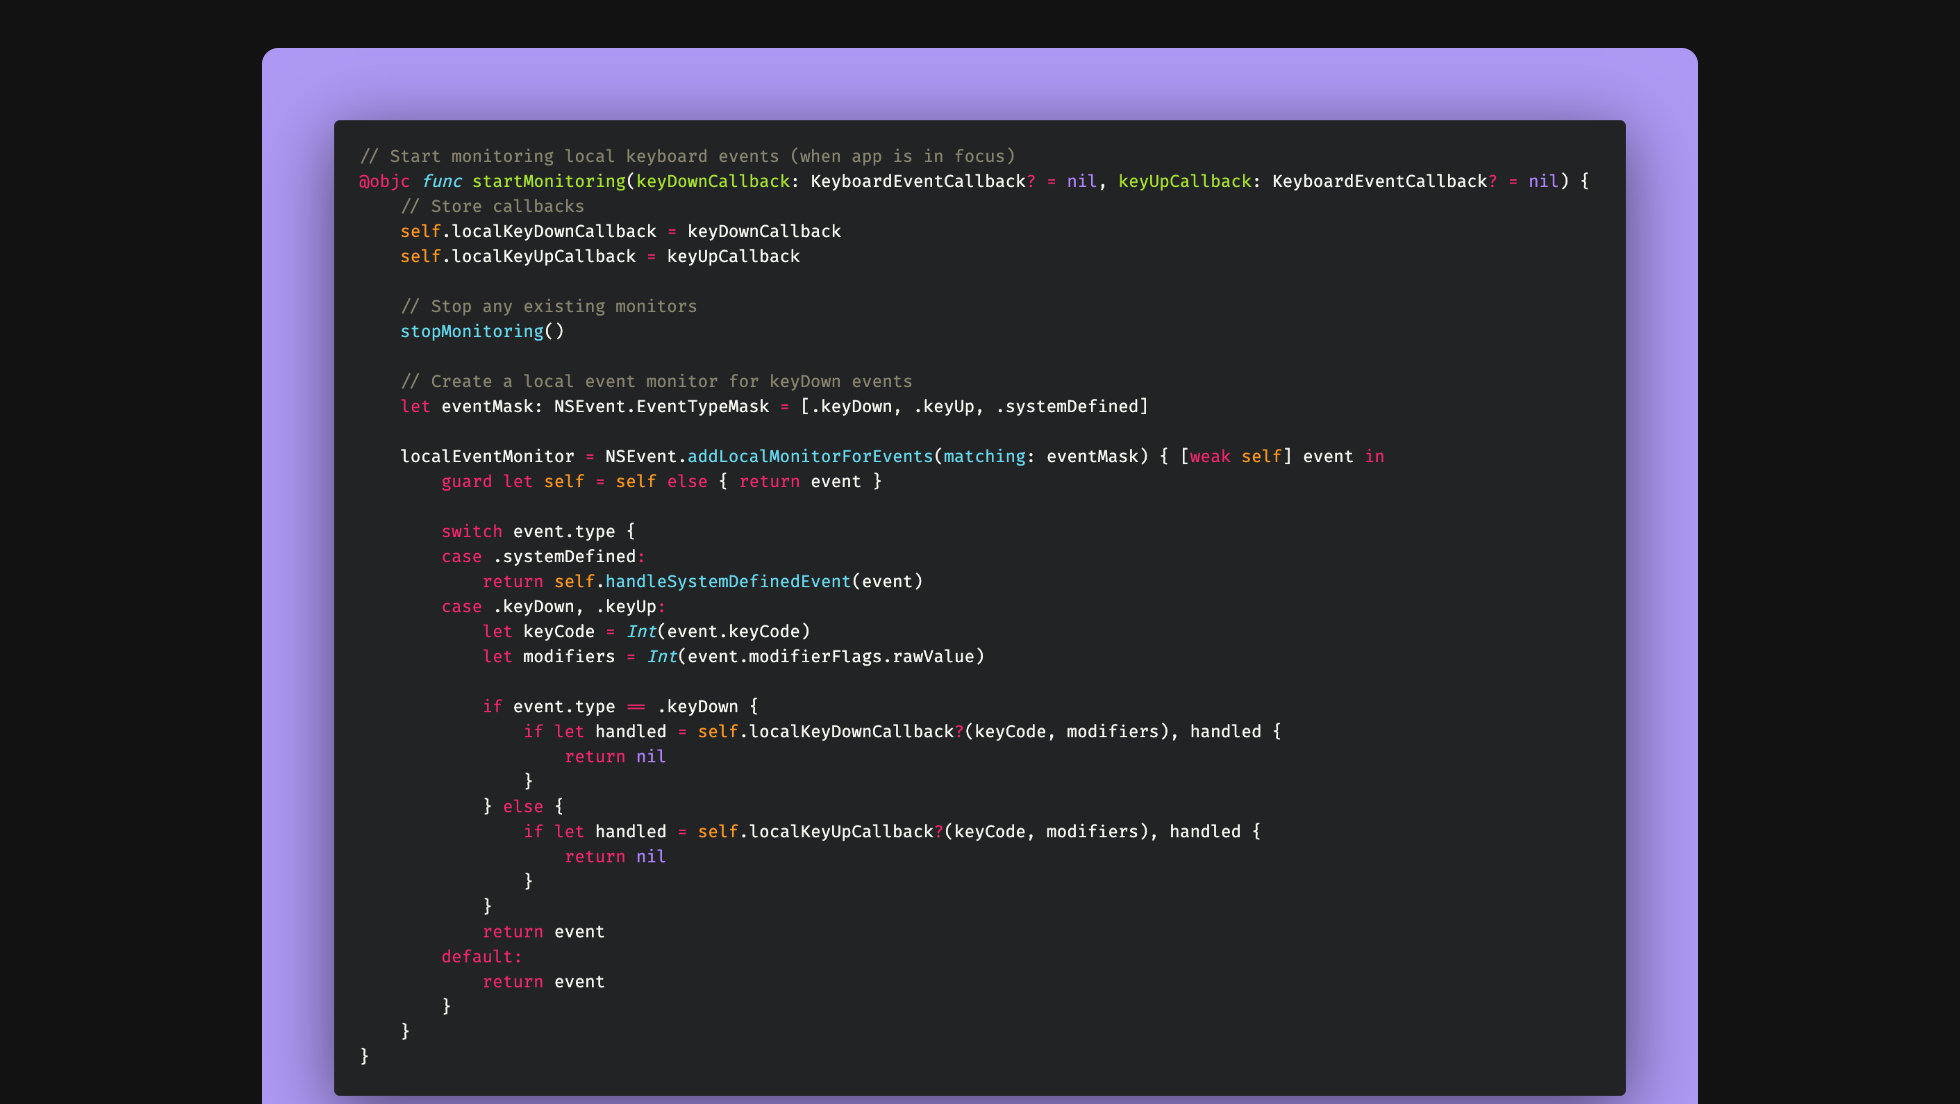 // Start monitoring local keyboard events (when app is in focus)
@objc func startMonitoring(keyDownCallback: KeyboardEventCallback? = nil, keyUpCallback: KeyboardEventCallback? = nil) {
    // Store callbacks
    self.localKeyDownCallback = keyDownCallback
    self.localKeyUpCallback = keyUpCallback

    // Stop any existing monitors
    stopMonitoring()

    // Create a local event monitor for keyDown events
    let eventMask: NSEvent.EventTypeMask = [.keyDown, .keyUp, .systemDefined]

    localEventMonitor = NSEvent.addLocalMonitorForEvents(matching: eventMask) { [weak self] event in
        guard let self = self else { return event }

        switch event.type {
        case .systemDefined:
            return self.handleSystemDefinedEvent(event)
        case .keyDown, .keyUp:
            let keyCode = Int(event.keyCode)
            let modifiers = Int(event.modifierFlags.rawValue)

            if event.type == .keyDown {
                if let handled = self.localKeyDownCallback?(keyCode, modifiers), handled {
                    return nil
                }
            } else {
                if let handled = self.localKeyUpCallback?(keyCode, modifiers), handled {
                    return nil
                }
            }
            return event
        default:
            return event
        }
    }
}